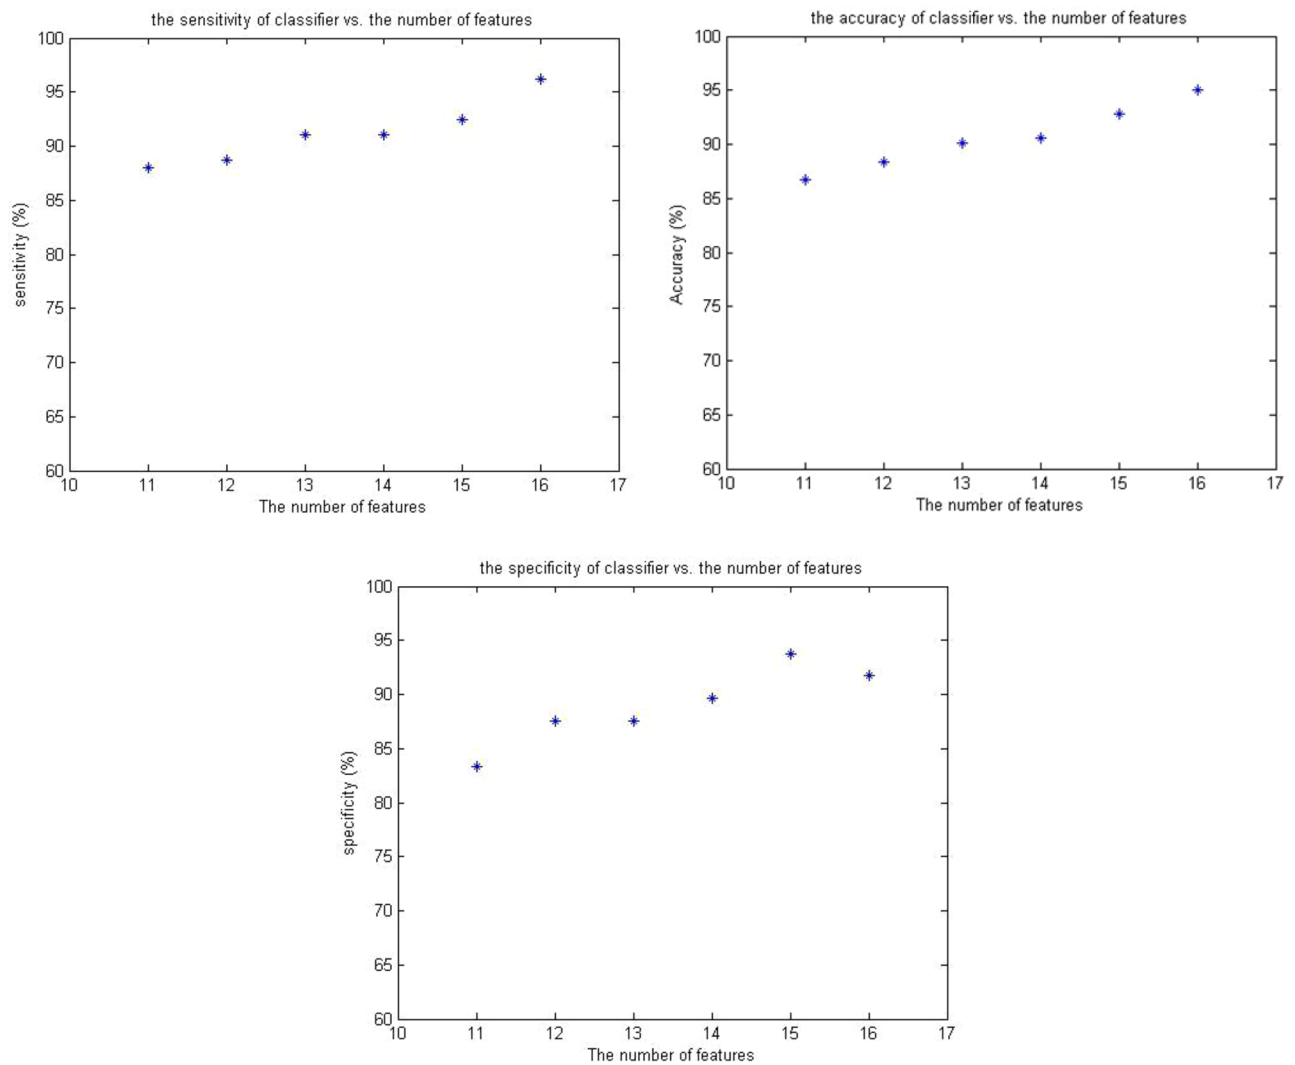 the sensitivity of classifier vs. the number of features
100
95
90
85
80
75
70
65
60
sensitivity (%)
10 11 12 13 14 15 16 17
The number of features
the accuracy of classifier vs. the number of features
100
95
90
85
80
75
70
65
60
Accuracy (%)
10 11 12 13 14 15 16 17
The number of features
the specificity of classifier vs. the number of features
100
95
90
85
80
75
70
65
60
specificity (%)
10 11 12 13 14 15 16 17
The number of features